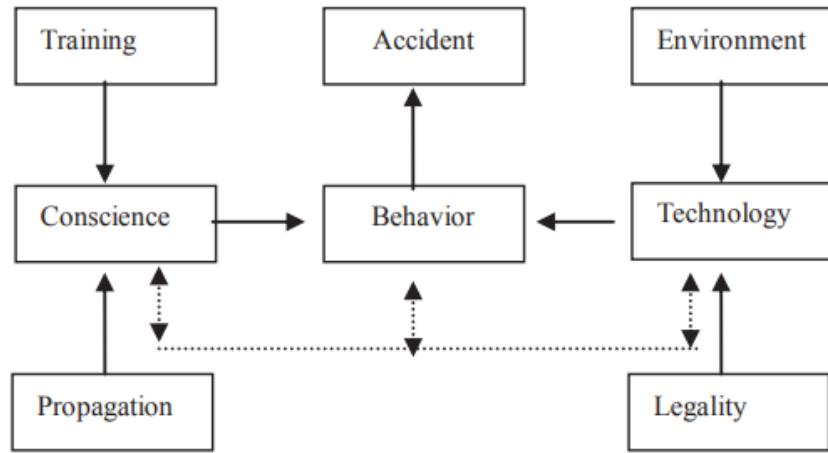 Training
Accident
Environment
Conscience
Behavior
Technology
Propagation
Legality